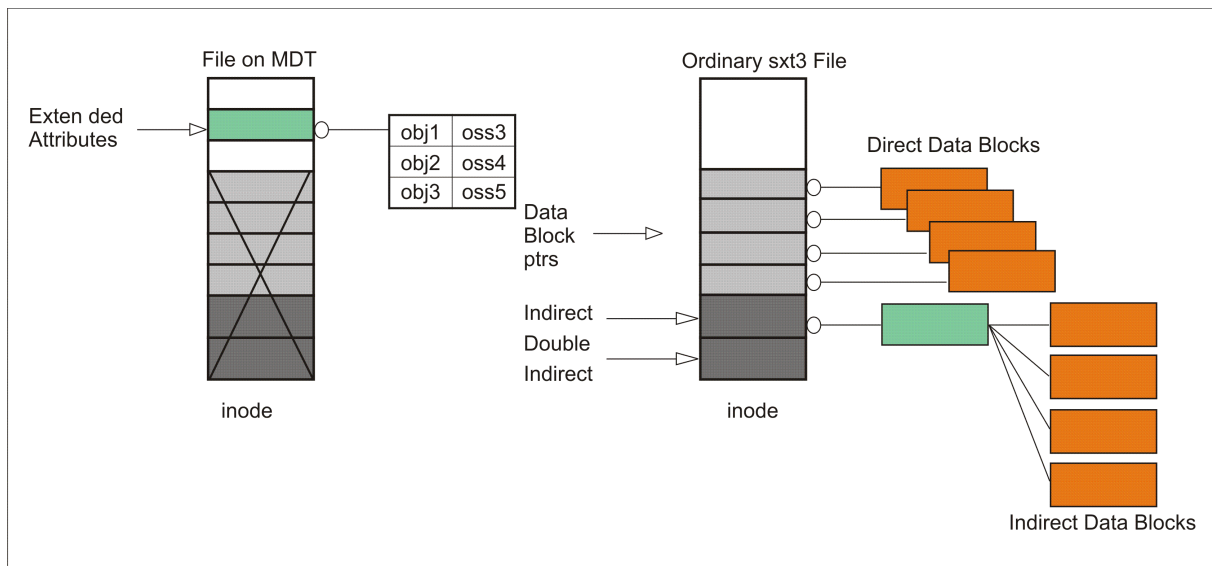 File on MDT
Exten ded
Attributes
obj1 oss3
obj2 oss4
obj3 oss5
inode
Ordinary sxt3 File
Direct Data Blocks
Data
Block
ptrs
Indirect
Double
Indirect
inode
Indirect Data Blocks